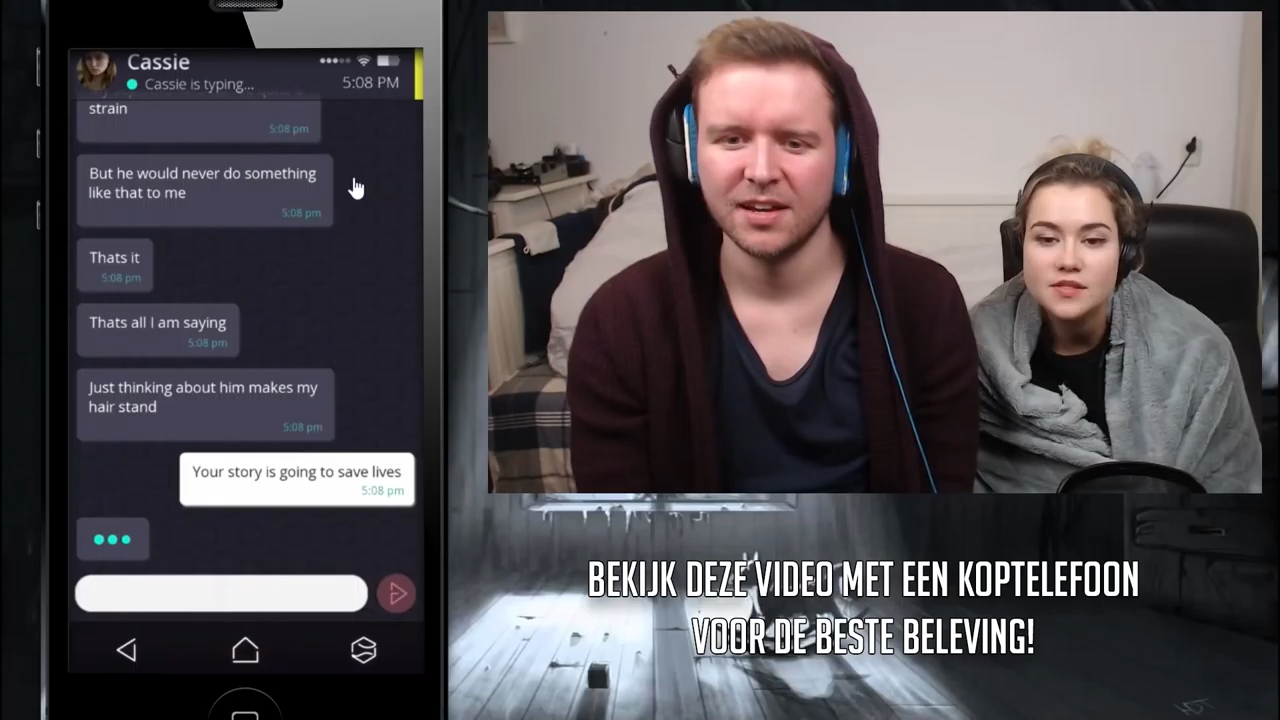 Cassie
Cassie is typing...
5:08 PM
strain
5:08 pm
But he would never do something
like that to me
5:08 pm
Thats it
5:08 pm
Thats all I am saying
5:08 pm
Just thinking about him makes my
hair stand
5:08 pm
Your story is going to save lives
5:08 pm
BEKIJK DEZE VIDEO MET EEN KOPTELEFOON
VOOR DE BESTE BELEVING!